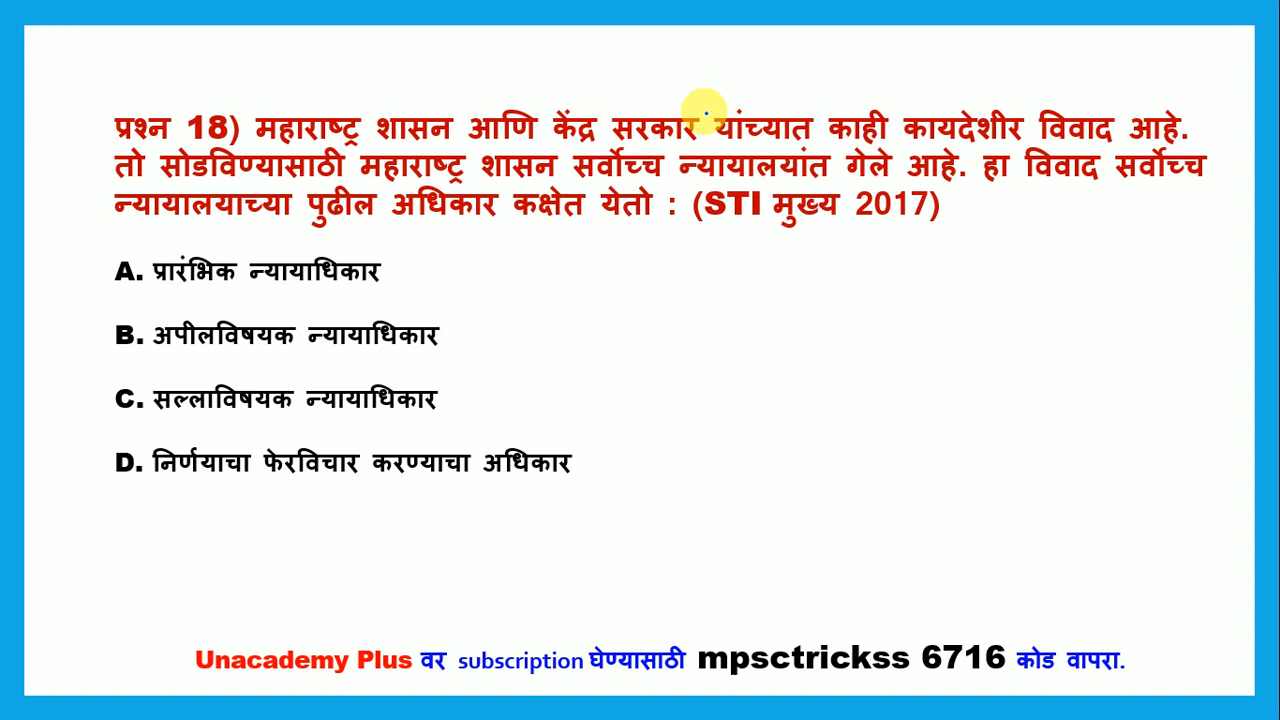 प्रश्न 18) महाराष्ट्र शासन आणि केंद्र सरकार यांच्यात काही कायदेशीर विवाद आहे.
तो सोडविण्यासाठी महाराष्ट्र शासन सर्वोच्च न्यायालयांत गेले आहे. हा विवाद सर्वोच्च
न्यायालयाच्या पुढील अधिकार कक्षेत येतो : (STI मुख्य 2017)
A. प्रारंभिक न्यायाधिकार
B. अपीलविषयक न्यायाधिकार
C. सल्लाविषयक न्यायाधिकार
D. निर्णयाचा फेरविचार करण्याचा अधिकार
Unacademy Plus वर subscription घेण्यासाठी mpsctrickss 6716 कोड वापरा.